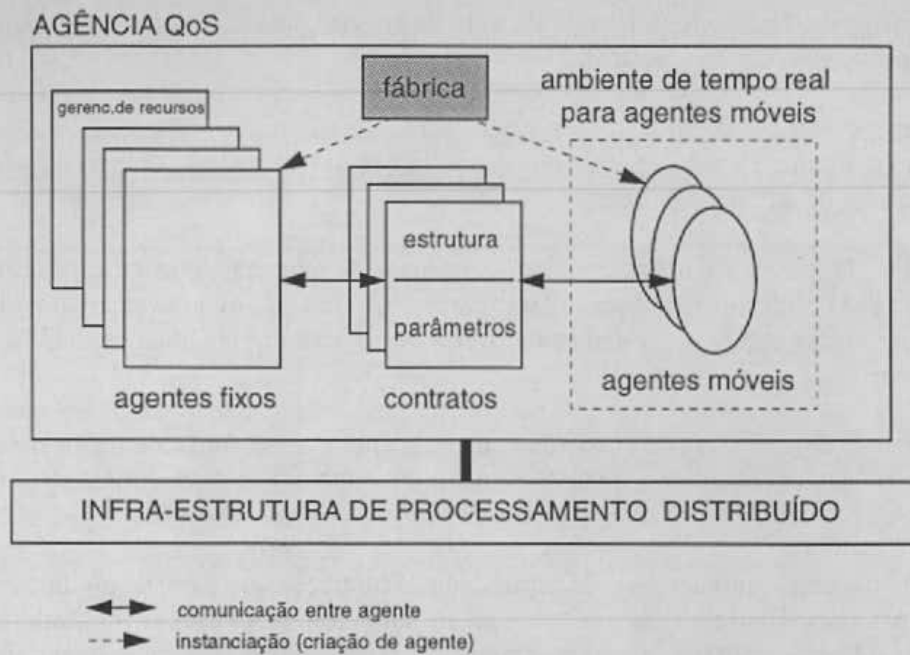 AGÊNCIA QoS
gerenc.de recursos
fábrica
ambiente de tempo real
para agentes móveis
estrutura
parâmetros
agentes fixos
contratos
agentes móveis
INFRA-ESTRUTURA DE PROCESSAMENTO DISTRIBUÍDO
comunicação entre agente
instanciação (criação de agente)